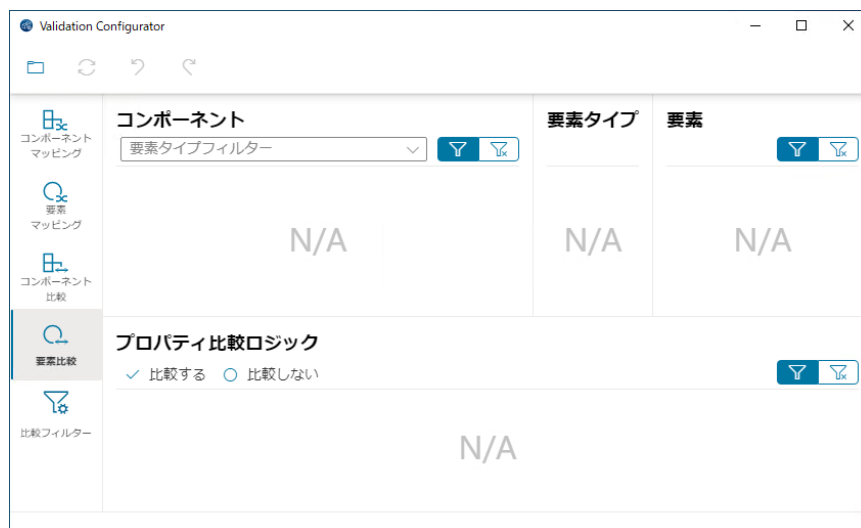 Validation Configurator
コンポーネント
マッピング
要素
マッピング
コンポーネント
比較
要素比較
比較フィルター
コンポーネント
要素タイプフィルター
N/A
要素タイプ
N/A
要素
N/A
プロパティ比較ロジック
比較する 比較しない
N/A